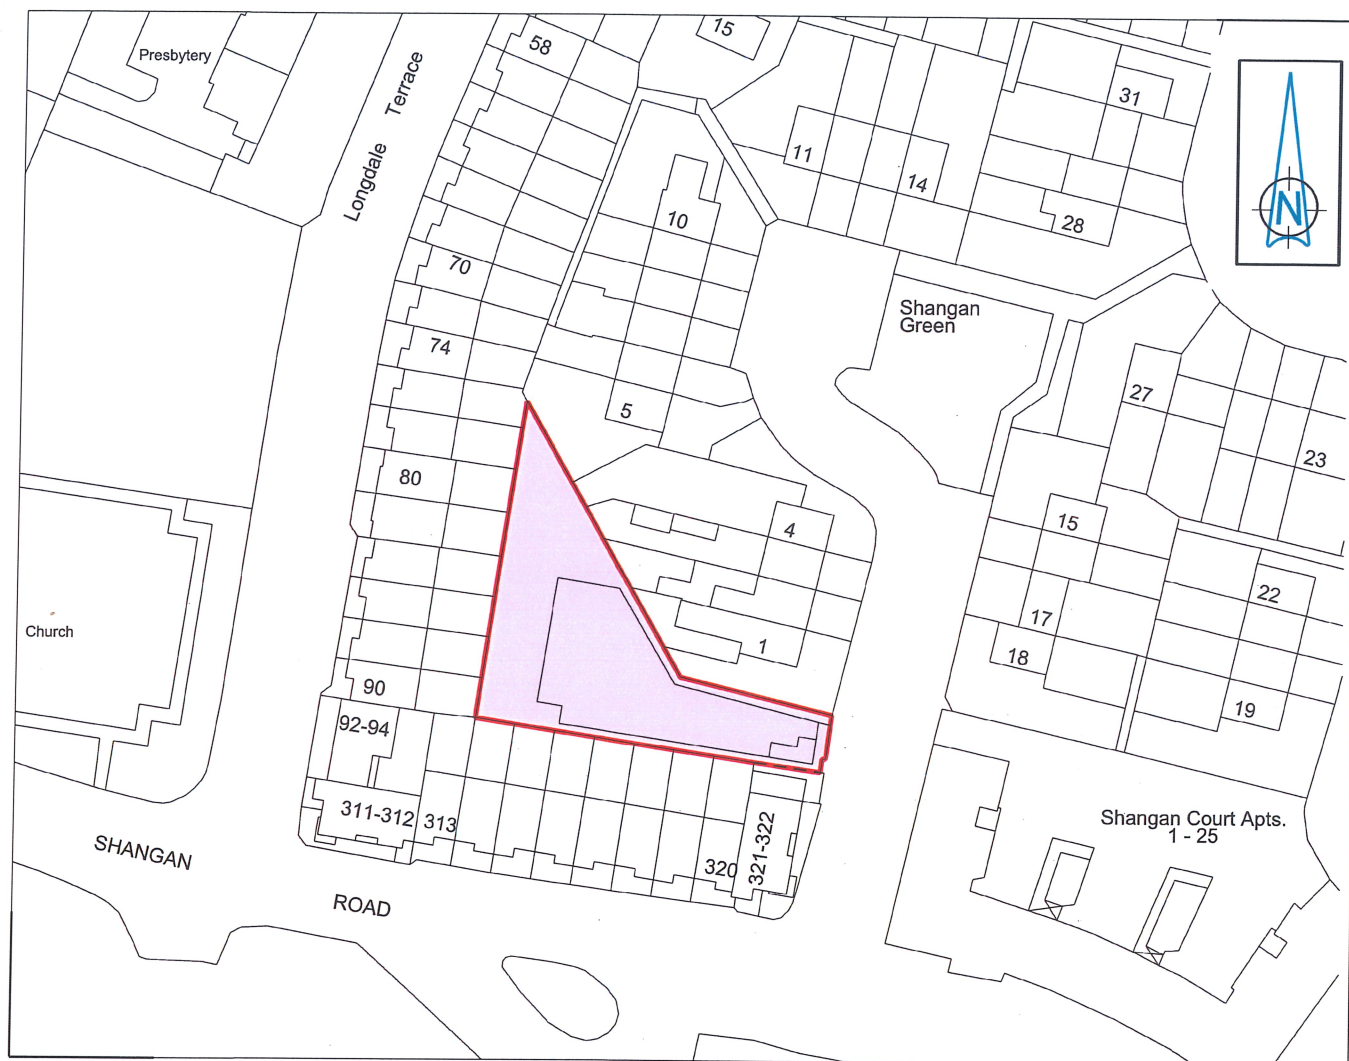 Presbytery
Longdale Terrace
58
15
31
11
14
10
28
70
Shangan
Green
74
27
5
23
80
15
4
22
17
1
18
Church
90
19
92-94
311-312
313
320
321-322
Shangan Court Apts.
1 - 25
SHANGAN
ROAD
N